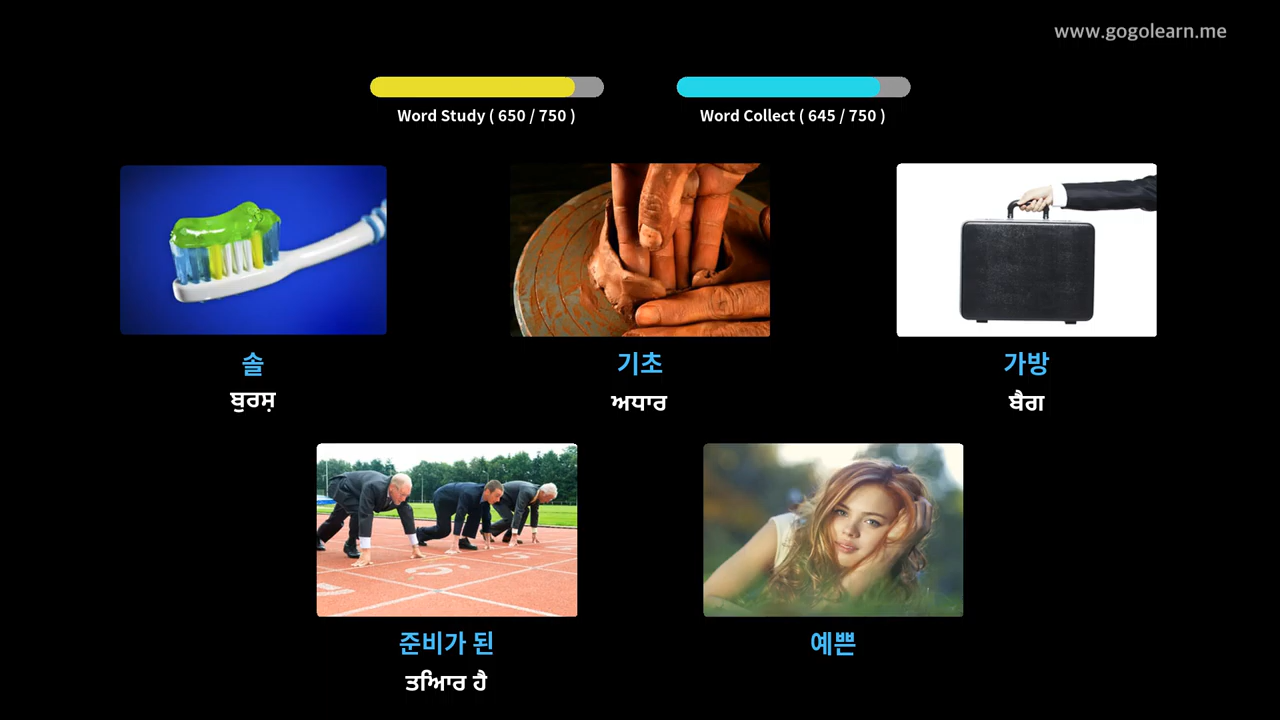 www.gogolearn.me
Word Study ( 650 / 750 )
Word Collect ( 645 / 750 )
솔
기초
가방
ਬੁਰਸ਼
ਅਧਾਰ
ਬੈਗ
준비가 된
예쁜
ਤਿਆਰ ਹੈ